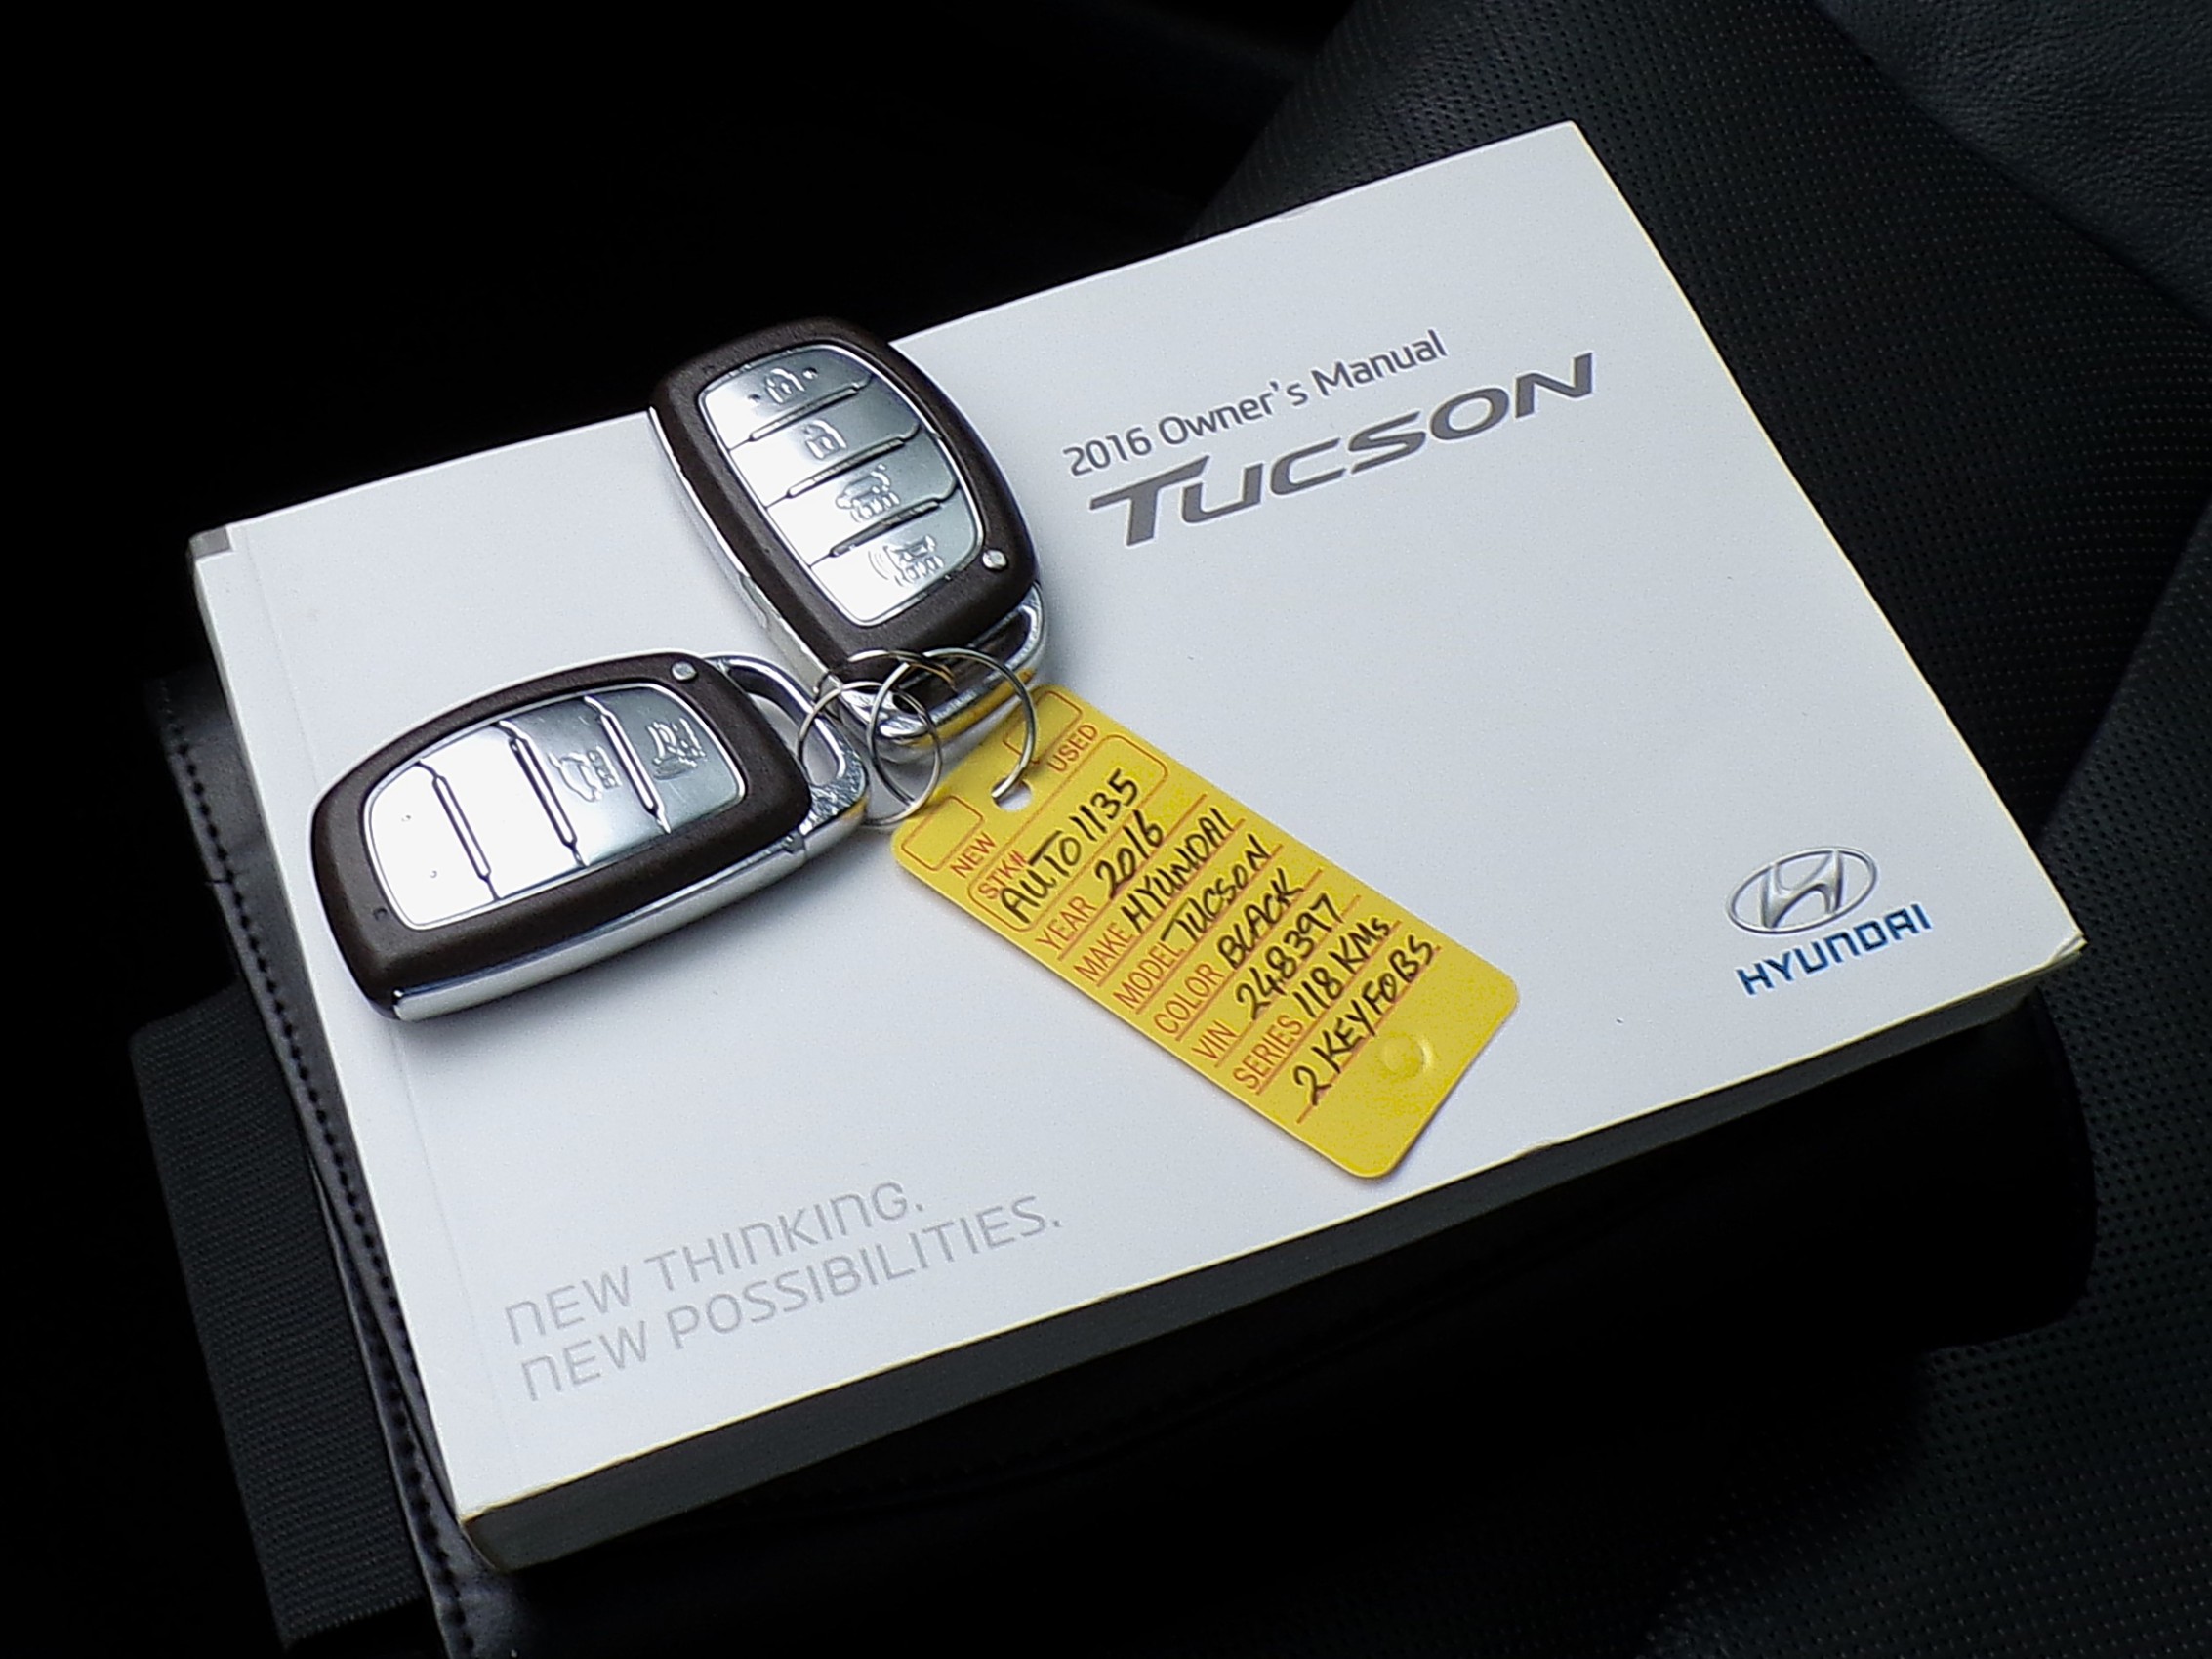 2016 Owner's Manual
TUCSON
USED
NEW
STK#
AUTO1135
YEAR 2016
MAKE HYUNDAI
MODEL TUCSON
COLOR BLACK
VIN 248397
SERIES 118 KMs
2 KEYFOBS
HYUNDAI
NEW THINKING.
NEW POSSIBILITIES.